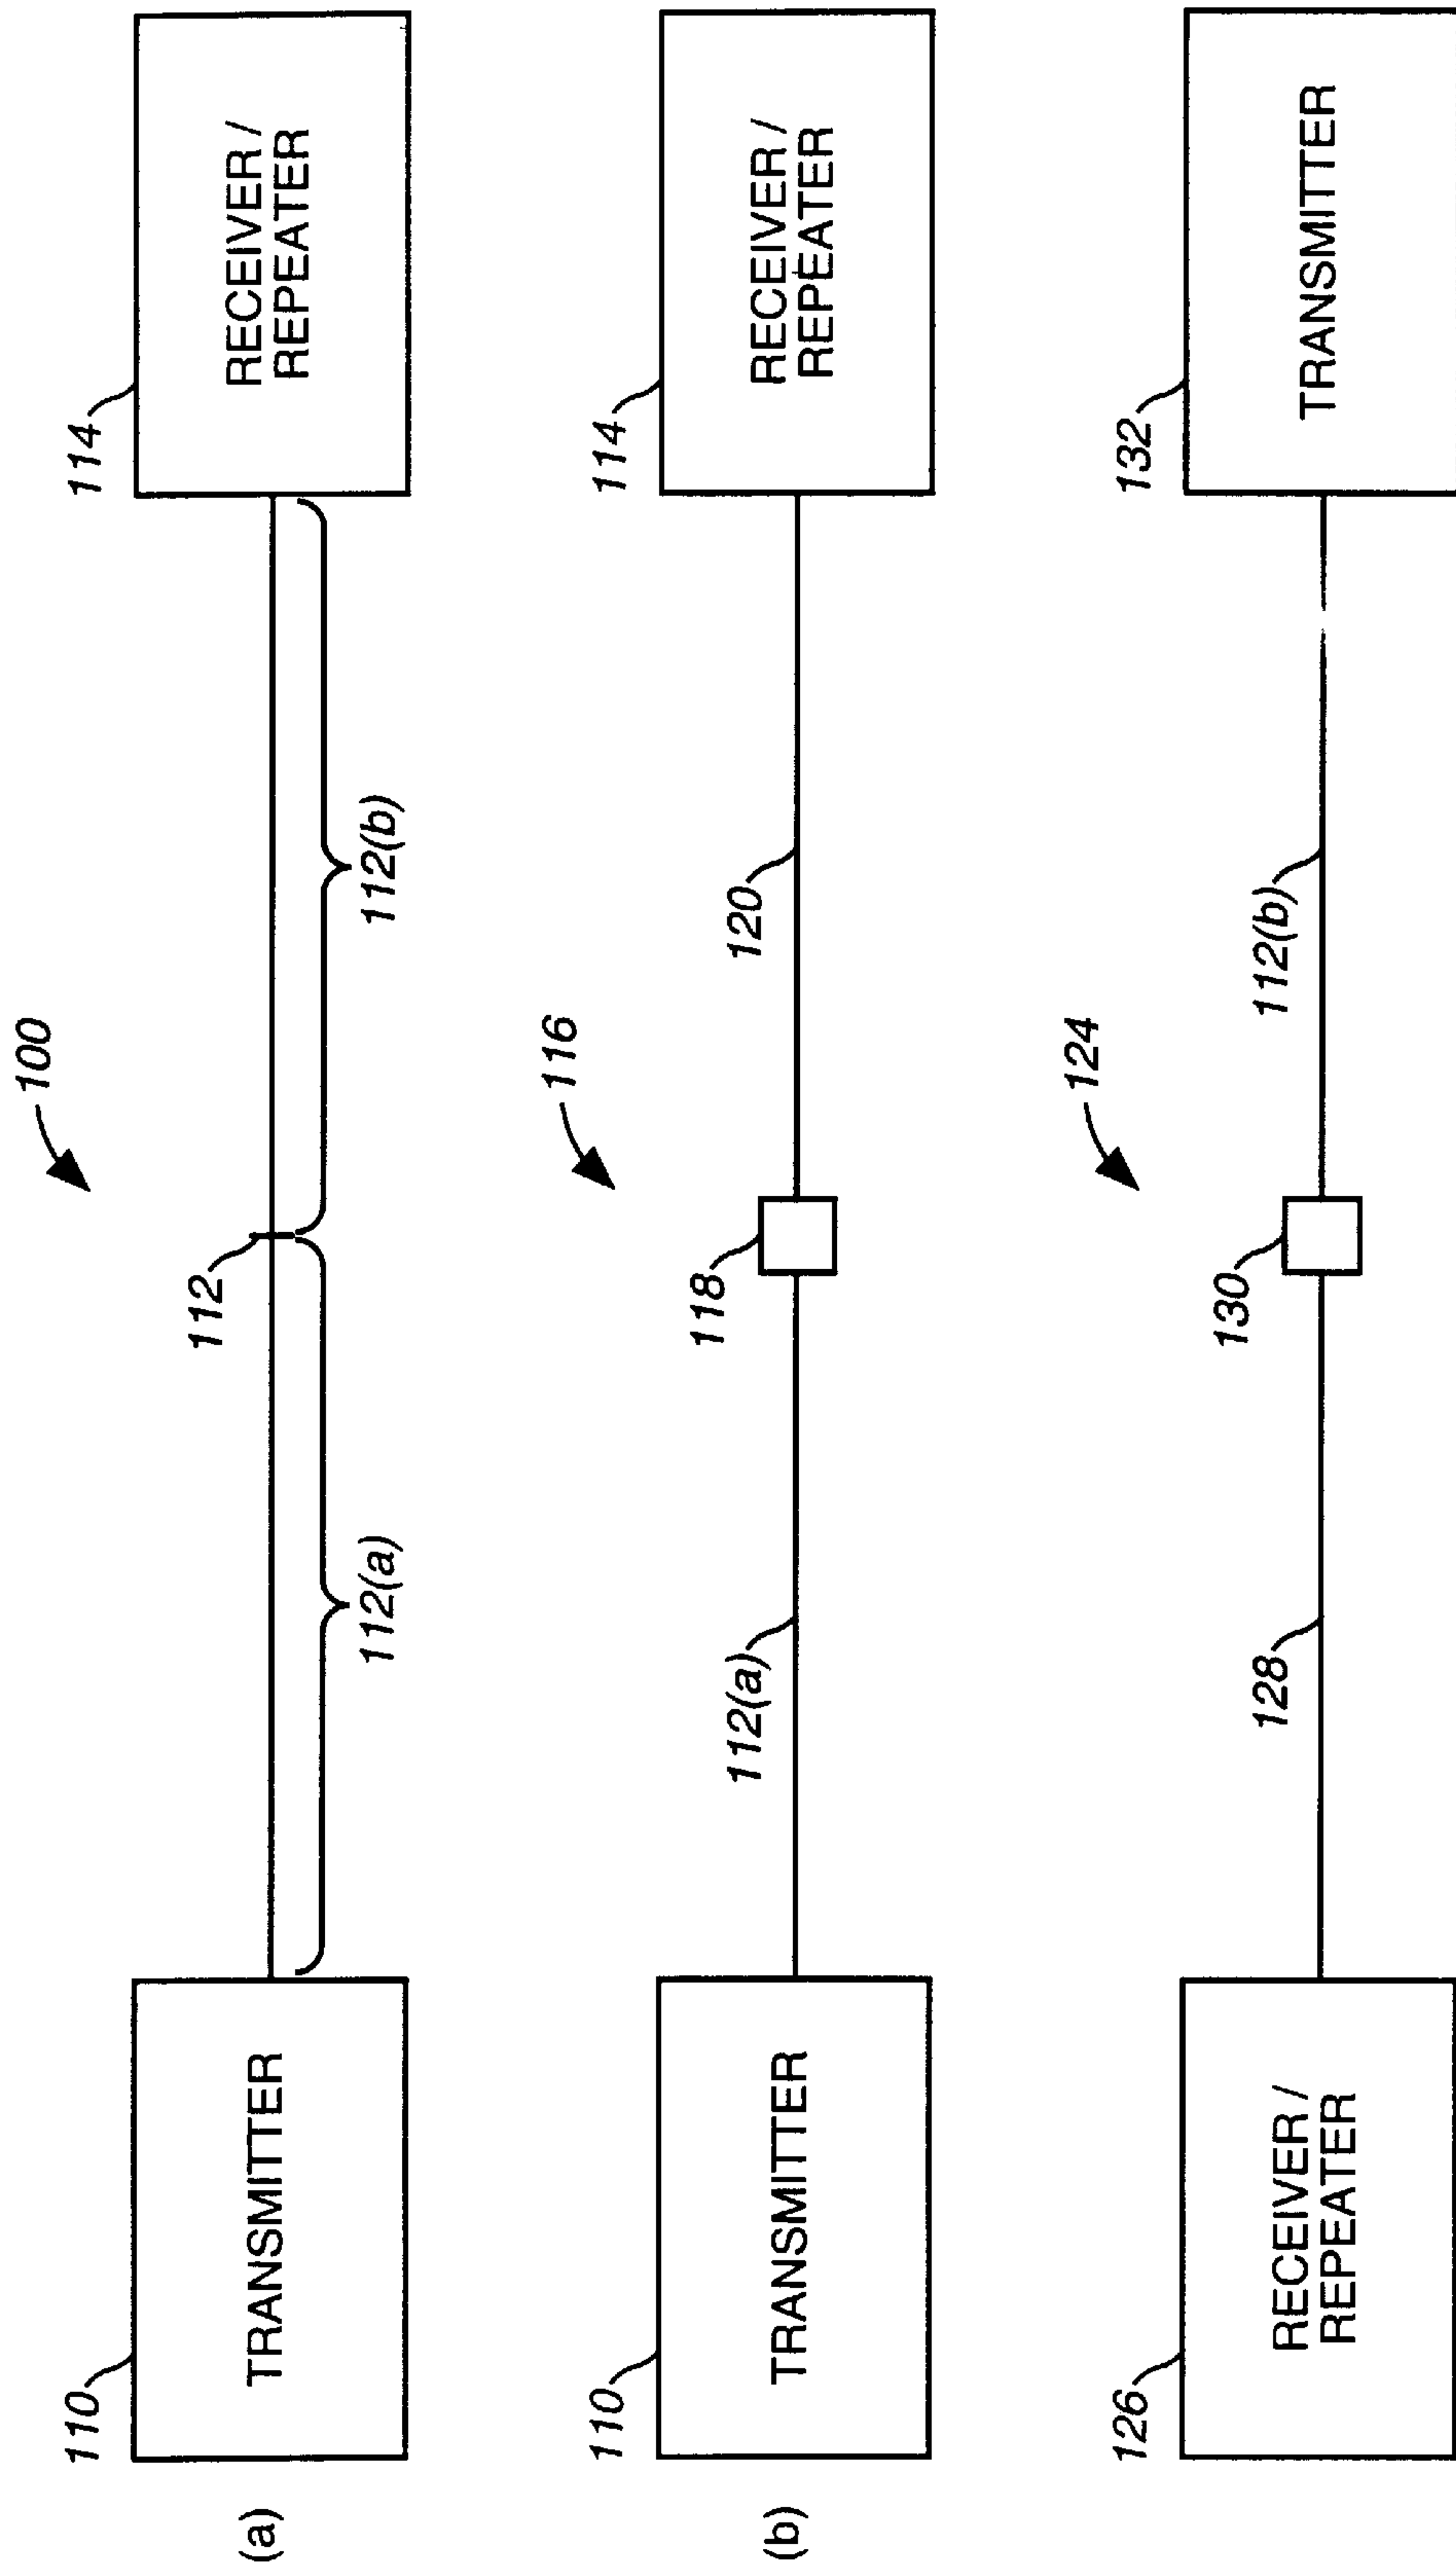 100
110
TRANSMITTER
112
112(a)
112(b)
114
RECEIVER /
REPEATER
(a)
116
110
TRANSMITTER
112(a)
118
120
114
RECEIVER /
REPEATER
(b)
124
126
RECEIVER /
REPEATER
128
130
112(b)
132
TRANSMITTER